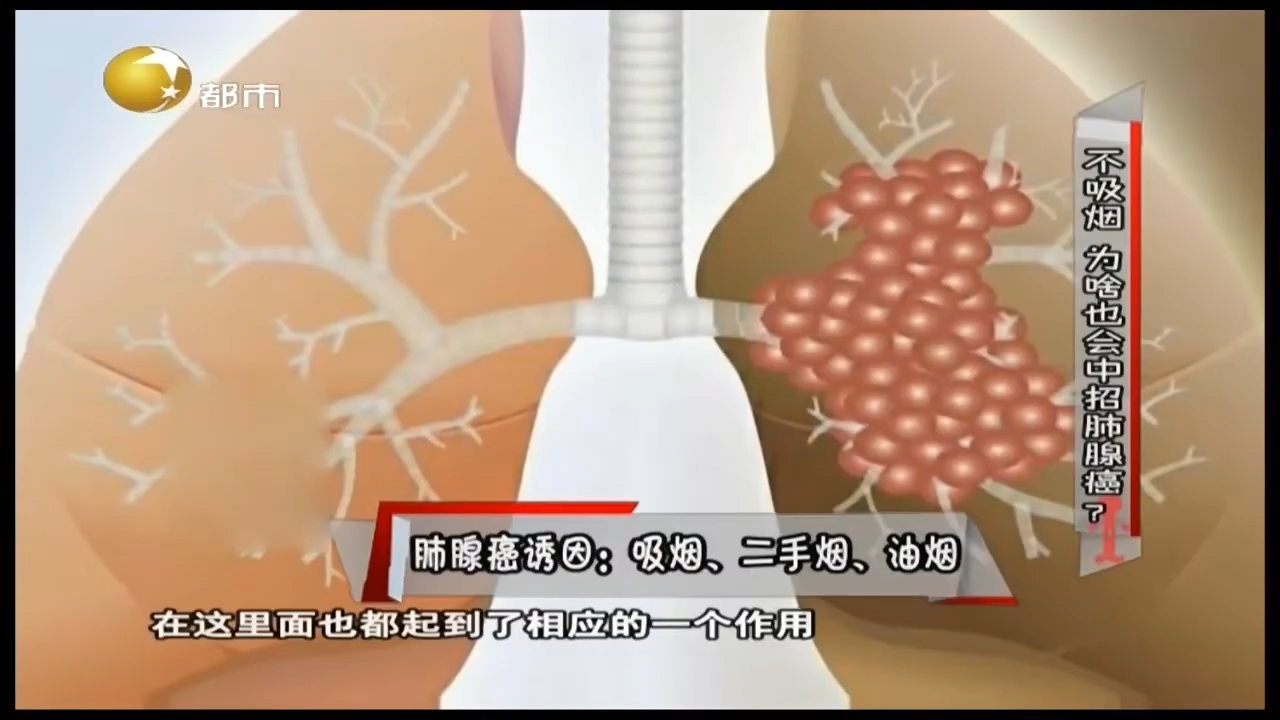 都市
不吸烟 为啥也会中招肺腺癌？
肺腺癌诱因：吸烟、二手烟、油烟
在这里面也都起到了相应的一个作用